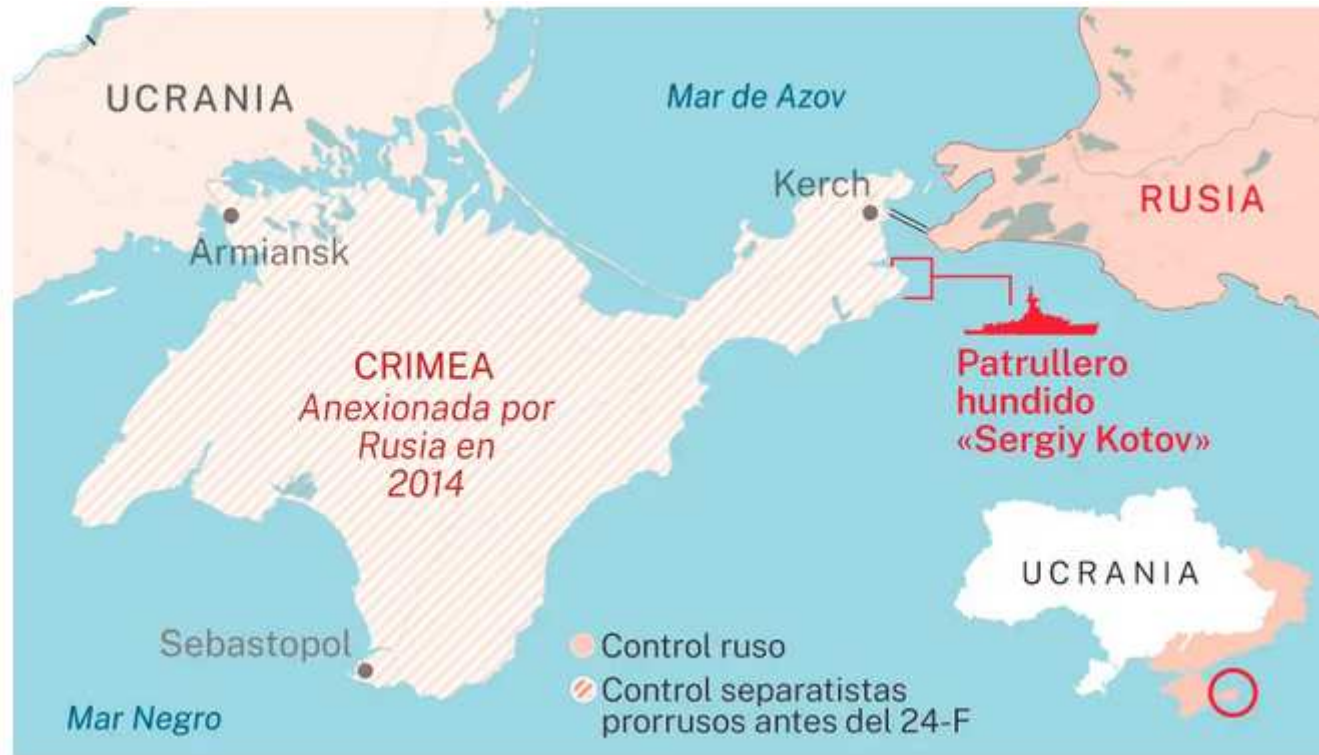 UCRANIA
Mar de Azov
Kerch
RUSIA
Armiansk
CRIMEA
Anexionada por
Rusia en
2014
Patrullero
hundido
«Sergiy Kotov»
UCRANIA
Sebastopol
Control ruso
Control separatistas
prorrusos antes del 24-F
Mar Negro